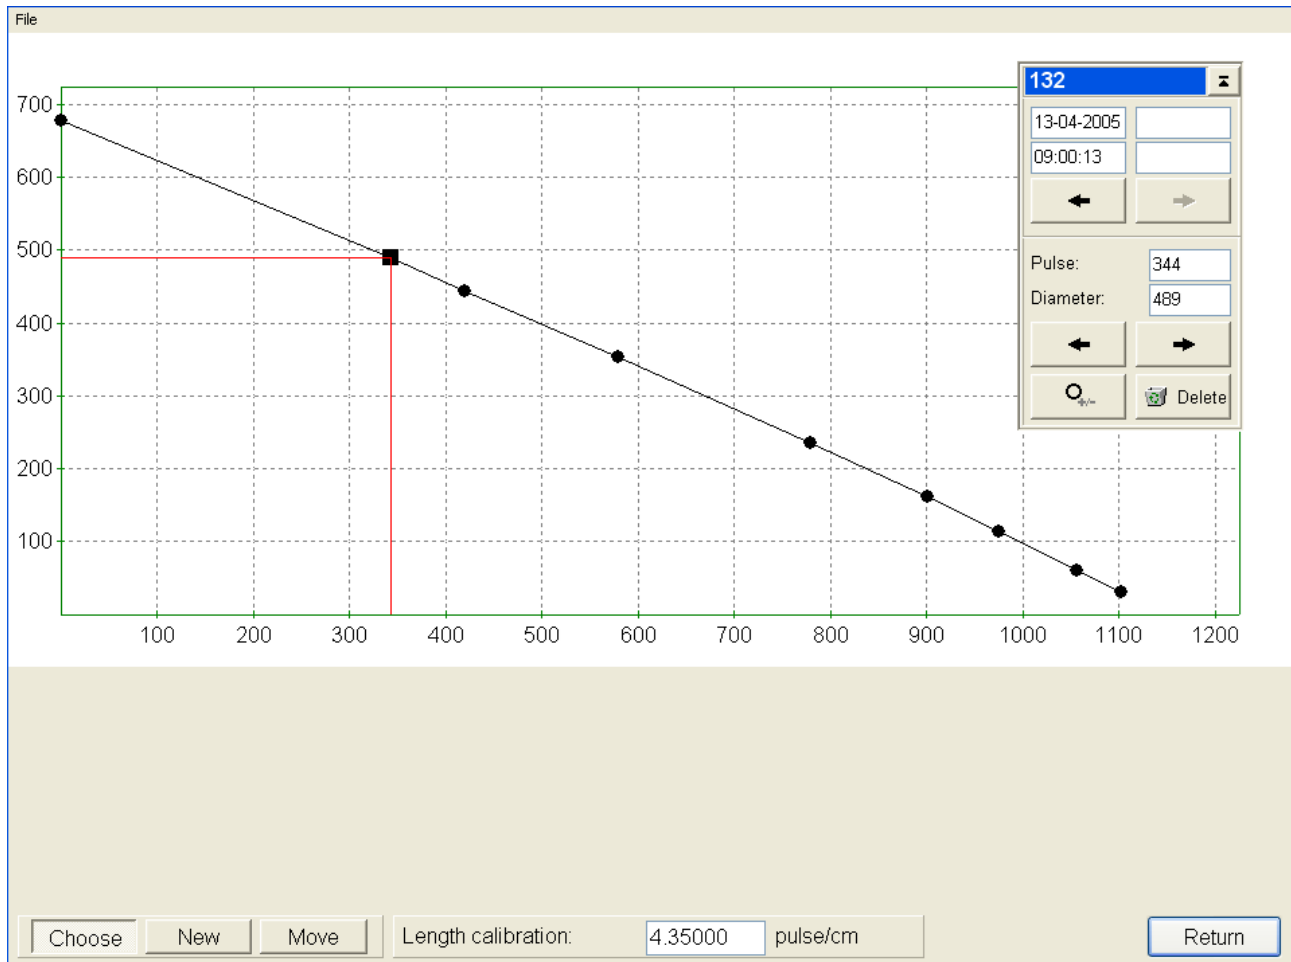 File
132
13-04-2005
09:00:13
Pulse: 344
Diameter: 489
+/-
Delete
700
600
500
400
300
200
100
100 200 300 400 500 600 700 800 900 1000 1100 1200
Choose New Move Length calibration: 4.35000 pulse/cm Return